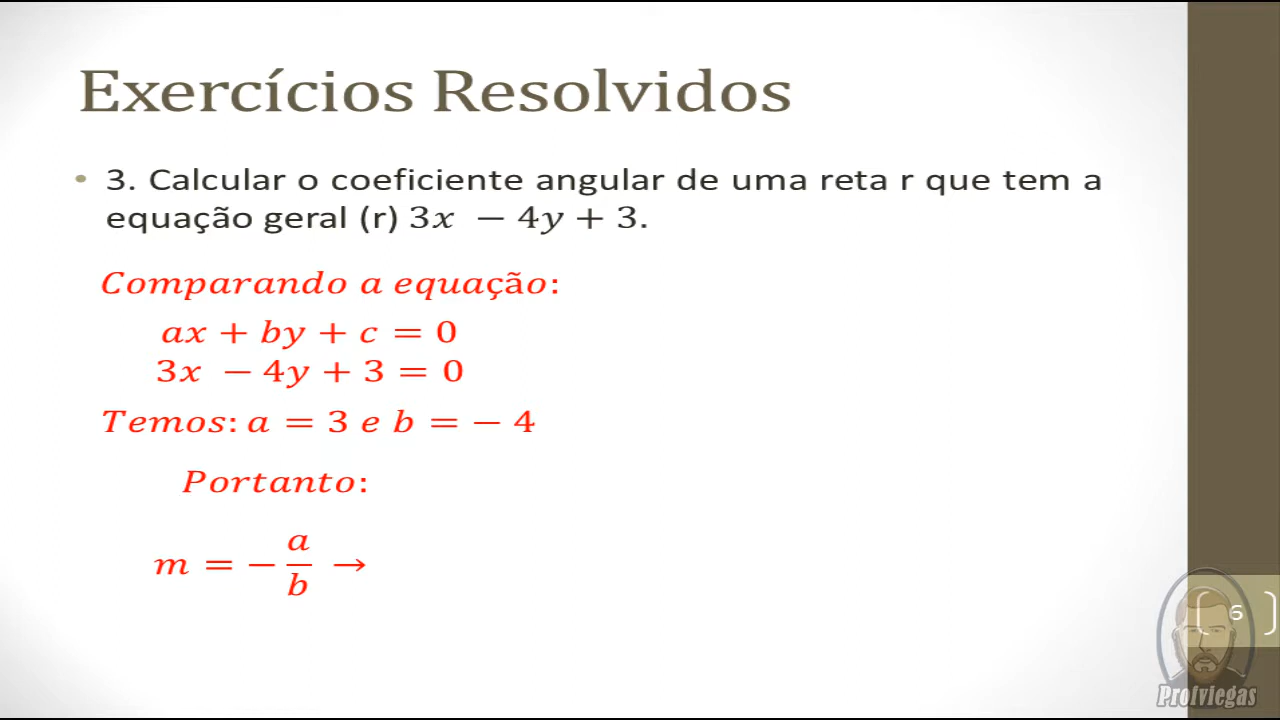 Exercícios Resolvidos
• 3. Calcular o coeficiente angular de uma reta r que tem a
equação geral (r) 3x − 4y + 3.
Comparando a equação:
ax + by + c = 0
3x − 4y + 3 = 0
Temos: a = 3 e b = − 4
Portanto:
m = − a/b →
6
Profviegas